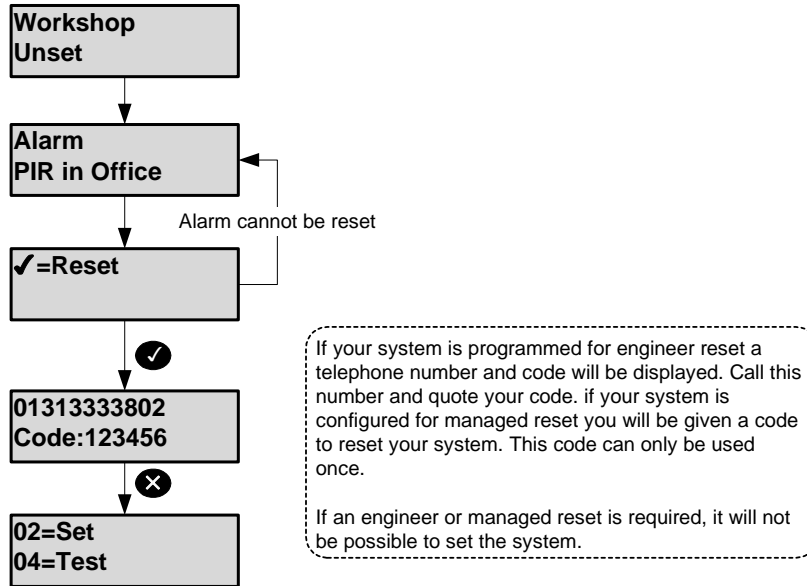 Workshop
Unset
Alarm
PIR in Office
Alarm cannot be reset
✓=Reset
01313333802
Code:123456
02=Set
04=Test
If your system is programmed for engineer reset a
telephone number and code will be displayed. Call this
number and quote your code. if your system is
configured for managed reset you will be given a code
to reset your system. This code can only be used
once.
If an engineer or managed reset is required, it will not
be possible to set the system.